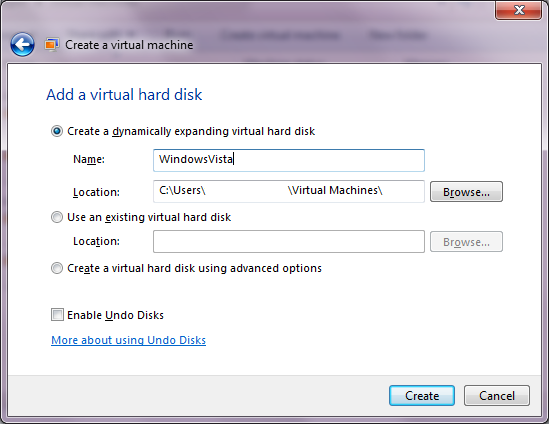 Create a virtual machine
Add a virtual hard disk
Create a dynamically expanding virtual hard disk
Name: WindowsVista
Location: C:\Users\ \Virtual Machines\ Browse...
Use an existing virtual hard disk
Location: Browse...
Create a virtual hard disk using advanced options
Enable Undo Disks
More about using Undo Disks
Create Cancel